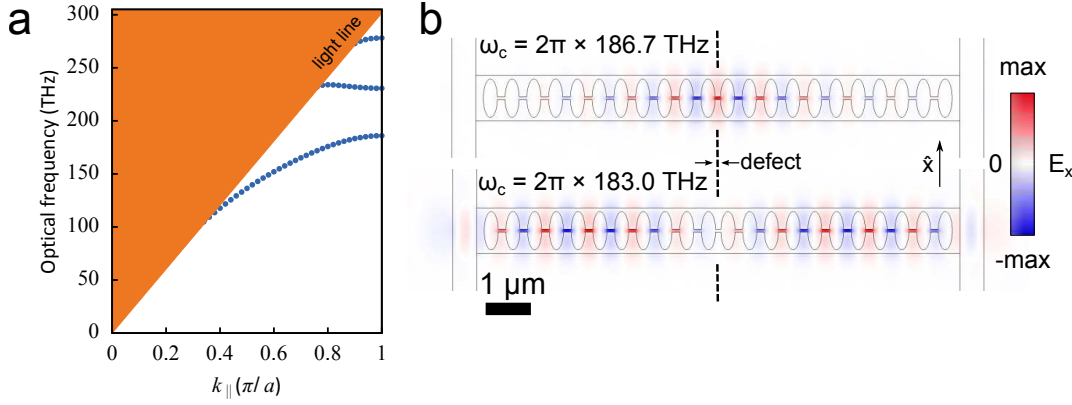 a
300
250
200
150
100
50
0
Optical frequency (THz)
light line
0
0.2
0.4
0.6
0.8
1
k∥(π/a)
b
ωc = 2π × 186.7 THz
defect
x̂
ωc = 2π × 183.0 THz
1 μm
max
0
Ex
-max